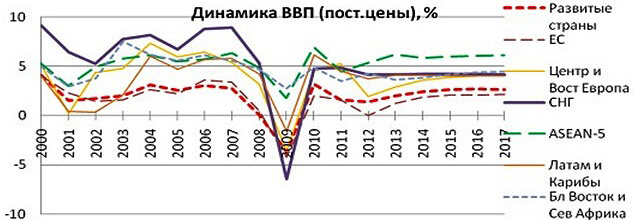 Динамика ВВП (пост.цены), %
10
5
0
-5
-10
2000
2001
2002
2003
2004
2005
2006
2007
2008
2009
2010
2011
2012
2013
2014
2015
2016
2017
Развитые
страны
ЕС
Центр и
Вост Европа
СНГ
ASEAN-5
Латам и
Карибы
Бл Восток и
Сев Африка